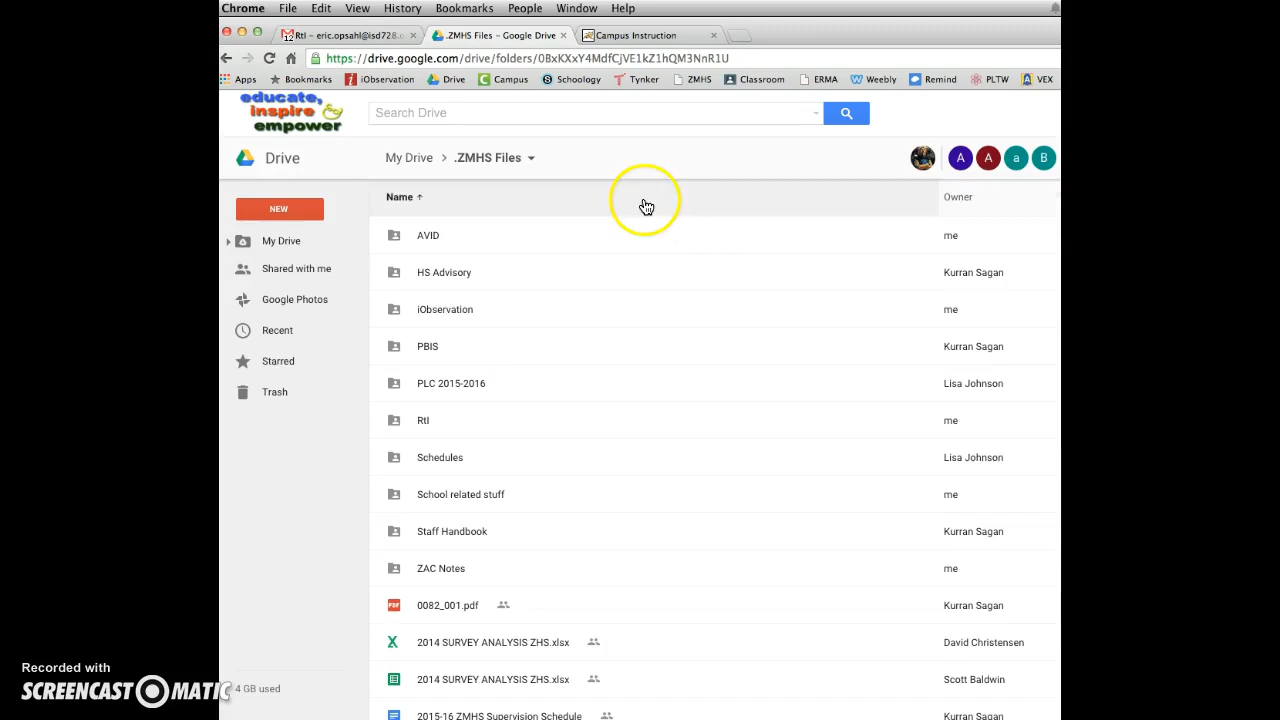 Chrome File Edit View History Bookmarks People Window Help
12 RtI – eric.opsahl@isd728.o × .ZMHS Files – Google Drive × Campus Instruction ×
https://drive.google.com/drive/folders/0BxKXxY4MdfCjVE1kZ1hQM3NnR1U
Apps Bookmarks iObservation Drive Campus Schoology Tynker ZMHS Classroom ERMA Weebly Remind PLTW VEX
educate,
inspire &
empower
Search Drive
Drive My Drive > .ZMHS Files A A a B
Name ↑ Owner
NEW
My Drive
Shared with me
Google Photos
Recent
Starred
Trash
4 GB used
AVID me
HS Advisory Kurran Sagan
iObservation me
PBIS Kurran Sagan
PLC 2015-2016 Lisa Johnson
RtI me
Schedules Lisa Johnson
School related stuff me
Staff Handbook Kurran Sagan
ZAC Notes me
PDF 0082_001.pdf Kurran Sagan
2014 SURVEY ANALYSIS ZHS.xlsx David Christensen
2014 SURVEY ANALYSIS ZHS.xlsx Scott Baldwin
2015-16 ZMHS Supervision Schedule Kurran Sagan
Recorded with
SCREENCAST O MATIC